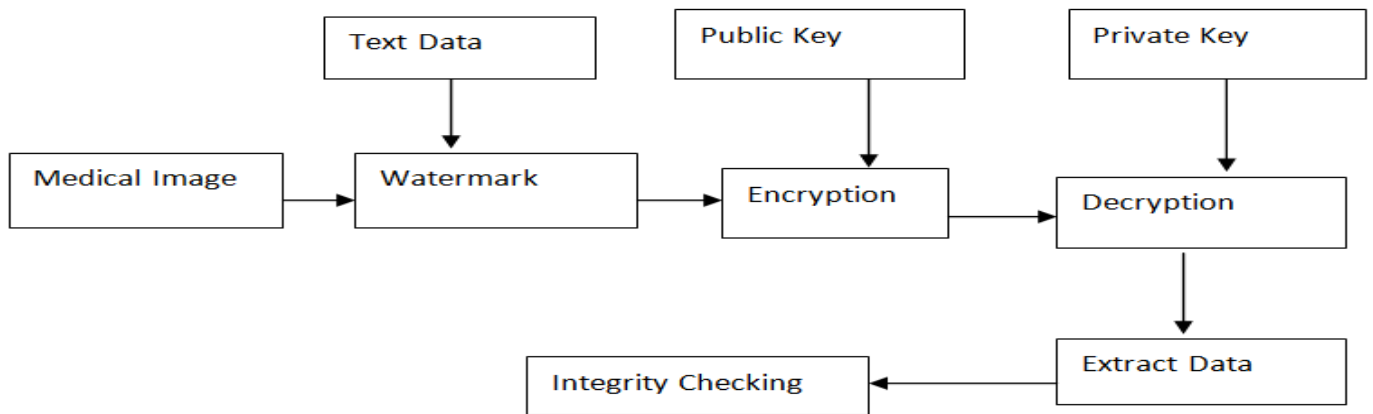 Text Data
Public Key
Private Key
Medical Image
Watermark
Encryption
Decryption
Extract Data
Integrity Checking